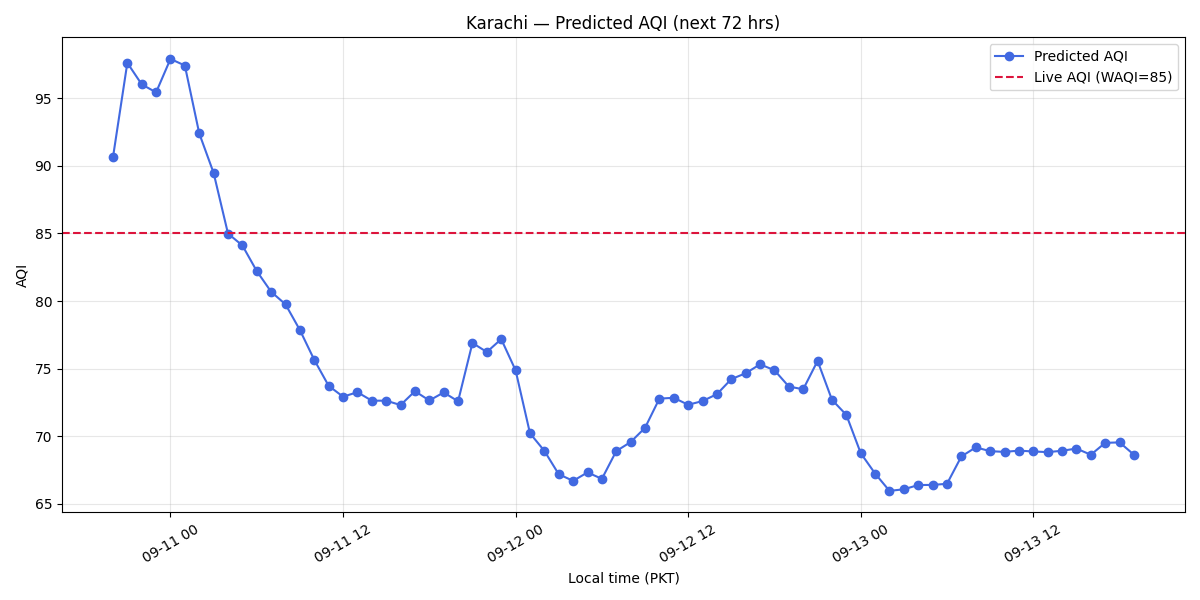 Karachi — Predicted AQI (next 72 hrs)
Predicted AQI
Live AQI (WAQI=85)
95
90
85
80
75
70
65
AQI
09-11 00
09-11 12
09-12 00
09-12 12
09-13 00
09-13 12
Local time (PKT)